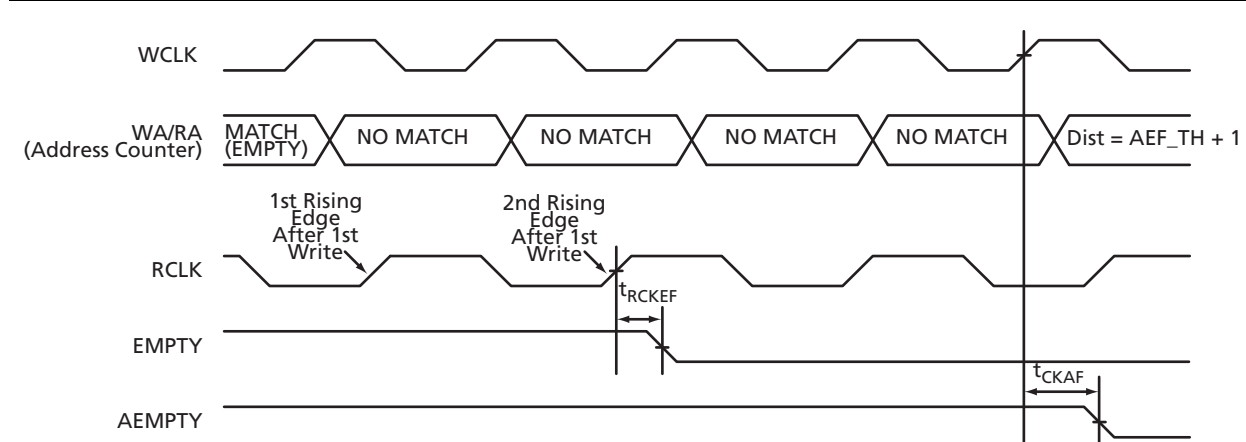 WCLK
WA/RA
(Address Counter)
MATCH
(EMPTY)
NO MATCH
NO MATCH
NO MATCH
NO MATCH
Dist = AEF_TH + 1
1st Rising
Edge
After 1st
Write
2nd Rising
Edge
After 1st
Write
RCLK
tRCKEF
EMPTY
tCKAF
AEMPTY